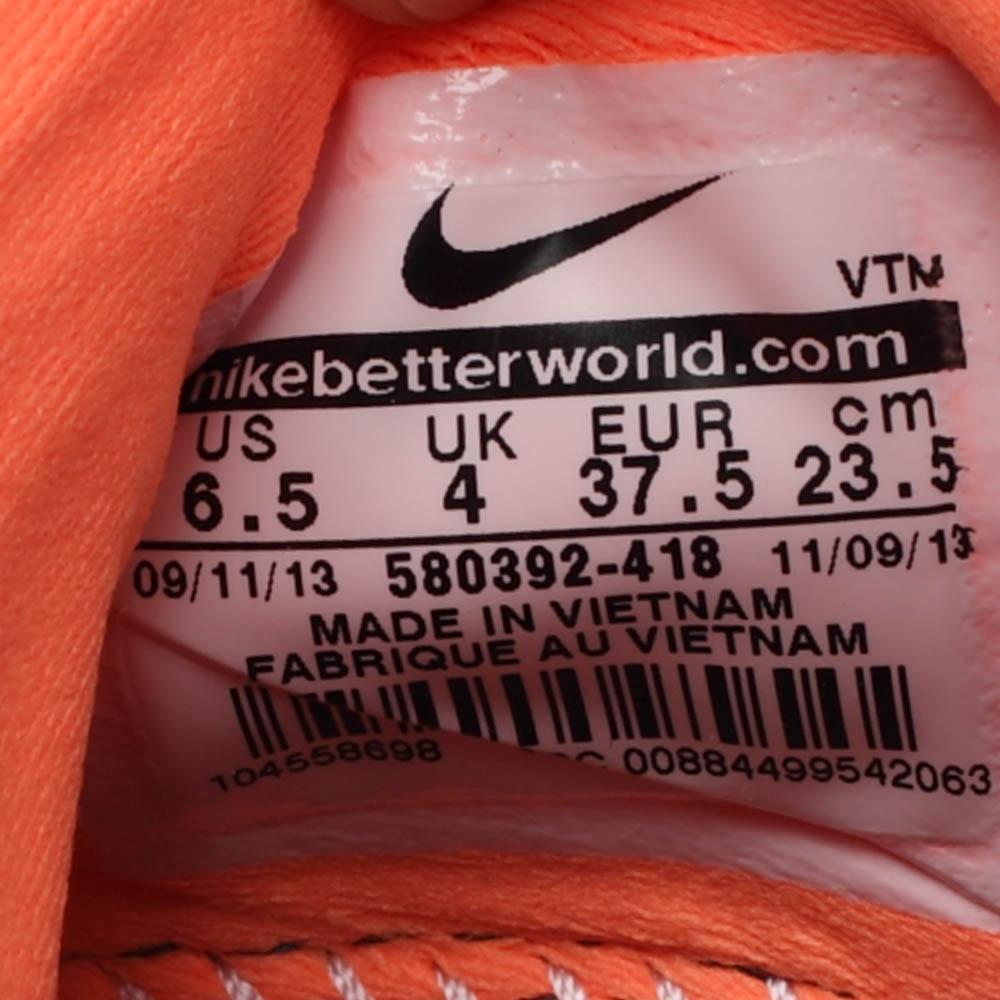 VTN
nikebetterworld.com
US UK EUR cm
6.5 4 37.5 23.5
09/11/13 580392-418 11/09/13
MADE IN VIETNAM
FABRIQUE AU VIETNAM
104558698 00884499542063